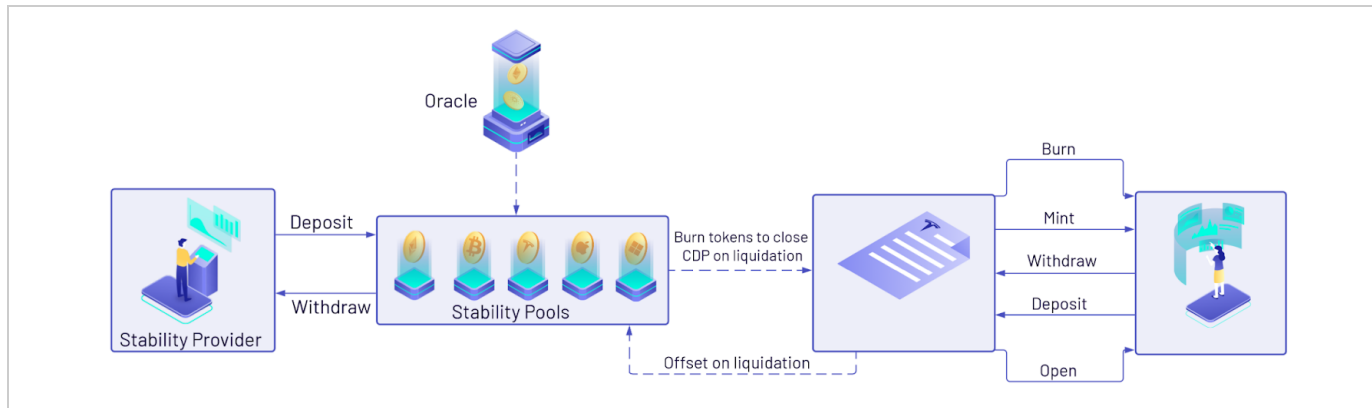 Oracle
Burn
Deposit
Burn tokens to close
CDP on liquidation
Mint
Withdraw
Withdraw
Stability Pools
Deposit
Stability Provider
Offset on liquidation
Open